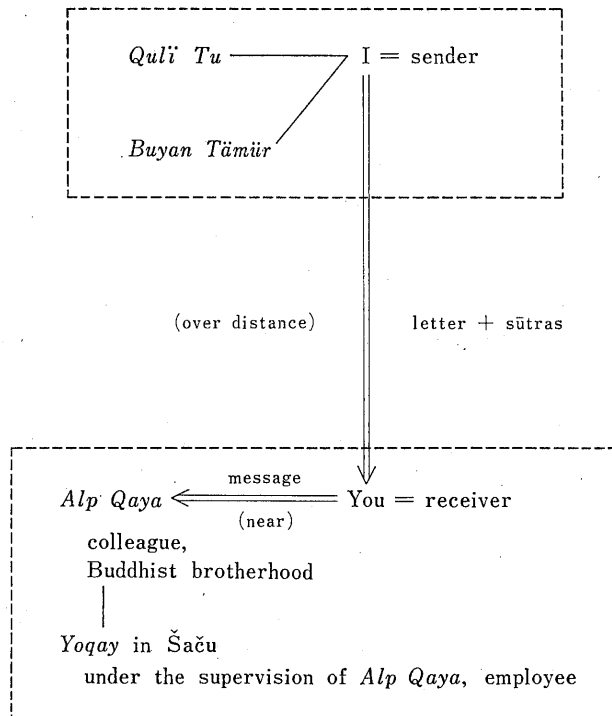 Qulï Tu I = sender
Buyan Tämür
(over distance) letter + sūtras
message
Alp Qaya You = receiver
(near)
colleague,
Buddhist brotherhood
Yoqay in Šaču
under the supervision of Alp Qaya, employee